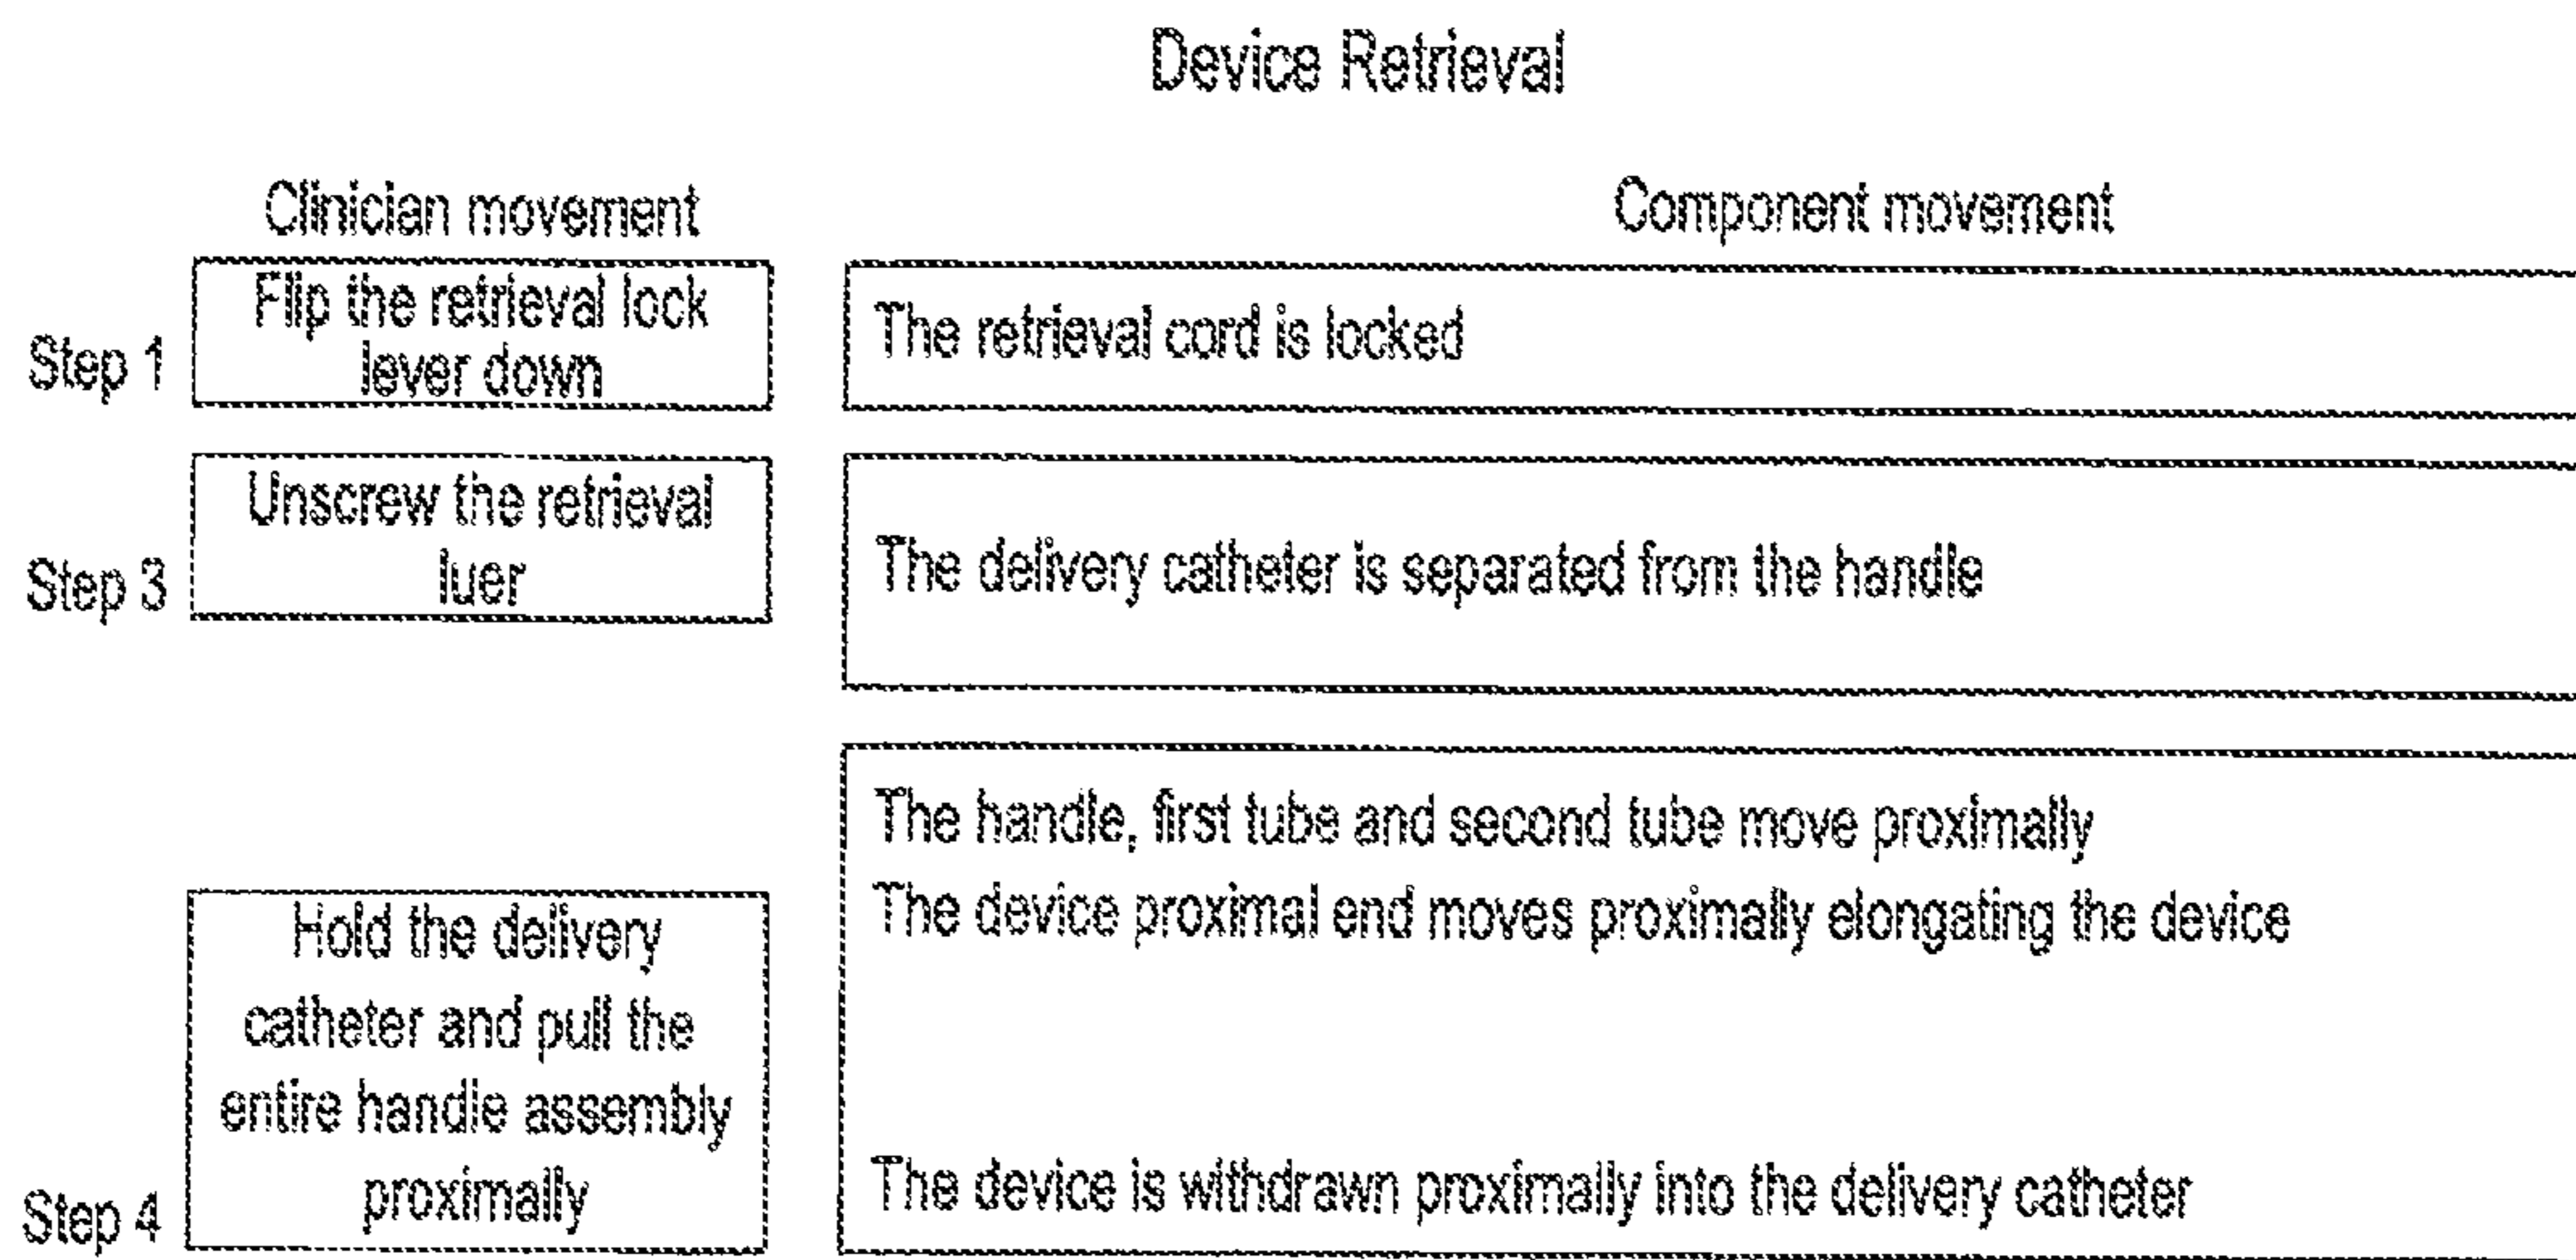 Device Retrieval
Clinician movement
Component movement
Step 1
Flip the retrieval lock
lever down
The retrieval cord is locked
Step 3
Unscrew the retrieval
luer
The delivery catheter is separated from the handle
Step 4
Hold the delivery
catheter and pull the
entire handle assembly
proximally
The handle, first tube and second tube move proximally
The device proximal end moves proximally elongating the device
The device is withdrawn proximally into the delivery catheter